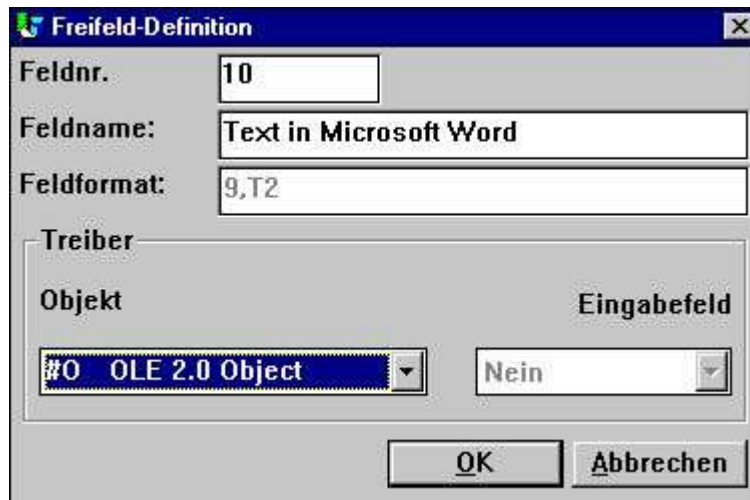 Freifeld-Definition
Feldnr. 10
Feldname: Text in Microsoft Word
Feldformat: 9,T2
Treiber
Objekt Eingabefeld
#O OLE 2.0 Object Nein
OK Abbrechen